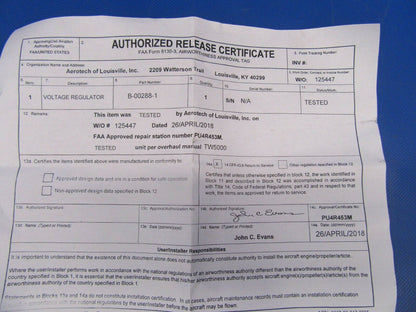 1. Approving Civil Aviation
Authority/Country
FAA/UNITED STATES
2.
AUTHORIZED RELEASE CERTIFICATE
FAA Form 8130-3, AIRWORTHINESS APPROVAL TAG
3. Form Tracking Number
INV #:
4. Organization Name and Address
Aerotech of Louisville, Inc. 2209 Watterson Trail Louisville, KY 40299
5. Work Order, Contract or Invoice Number
W/O: 125447
6. Item 7. Description 8. Part Number 9. Quantity 10. Serial Number 11. Status/Work
1 VOLTAGE REGULATOR B-00288-1 1 S/N N/A TESTED
12. Remarks
This item was TESTED by Aerotech of Louisville, Inc. on
W/O # 125447 Dated 26/APRIL/2018
FAA Approved repair station number PU4R453M
TESTED unit per overhaul manual TW5000
13a. Certifies the items identified above were manufactured in conformity to:
Approved design data and are in a condition for safe operation
Non-approved design data specified in Block 12
14a. X 14 CFR 43.9 Return to Service Other regulation specified in Block 12
Certifies that unless otherwise specified in block 12, the work
identified in Block 11 and described in Block 12 was accomplished in accordance with
Title 14, Code of Federal Regulations, part 43 and in respect to that
work, the items are approved for return to service.
13b. Authorized Signature 13c. Approval/Authorization No. 14b. Authorized Signature 14c. Approval/Certificate No.
John C. Evans PU4R453M
13d. Name (Typed or Printed) 13e. Date (dd/mmm/yyyy) 14d. Name (Typed or Printed) 14e. Date (dd/mmm/yyyy)
John C. Evans 26/APRIL/2018
User/Installer Responsibilities
It is important to understand that the existence of this document alone does not automatically constitute authority to install the aircraft engine/propeller/article.
Where the user/installer performs work in accordance with the national regulations of an airworthiness authority different than the airworthiness authority of the
country specified in Block 1, it is essential that the user/installer ensures that his/her airworthiness authority accepts aircraft engine(s)/propeller(s)/article(s) from the
airworthiness authority of the country specified in Block 1.
Statements in Blocks 13a and 14a do not constitute installation certification. In all cases, aircraft maintenance records must contain an installation